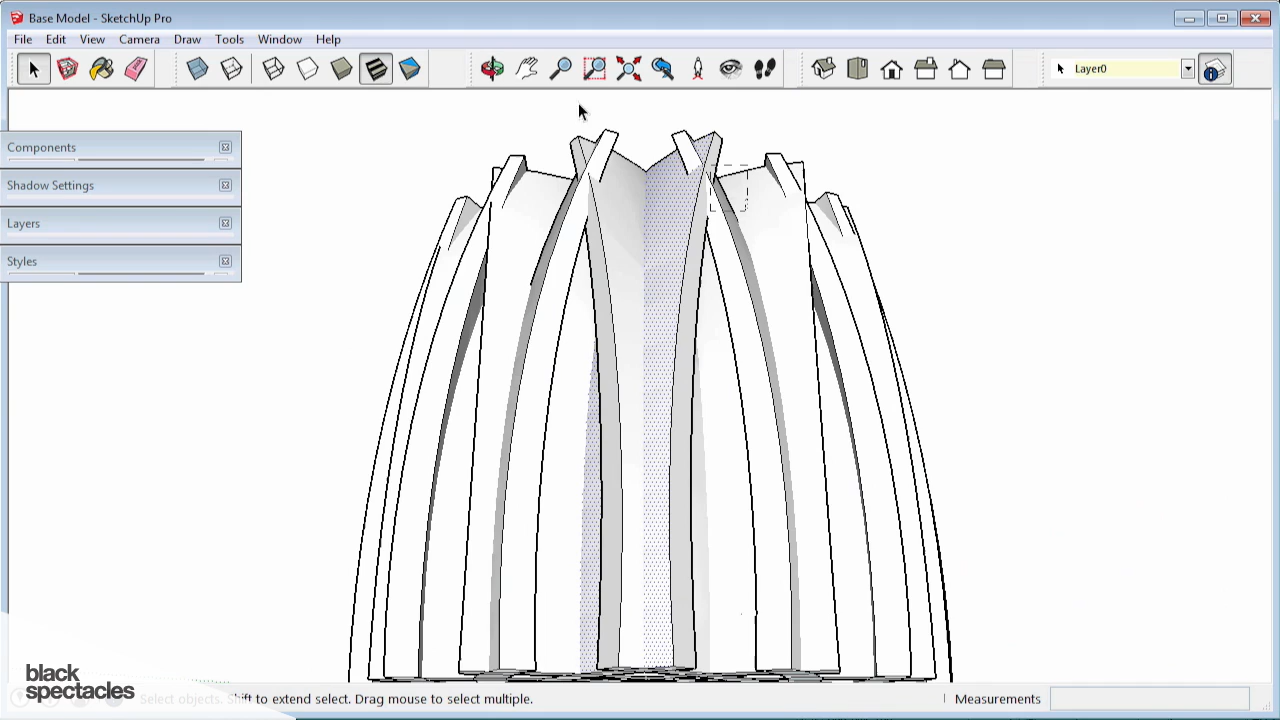 Base Model - SketchUp Pro
File Edit View Camera Draw Tools Window Help
Layer0
Components
Shadow Settings
Layers
Styles
black
spectacles
Select objects. Shift to extend select. Drag mouse to select multiple.
Measurements